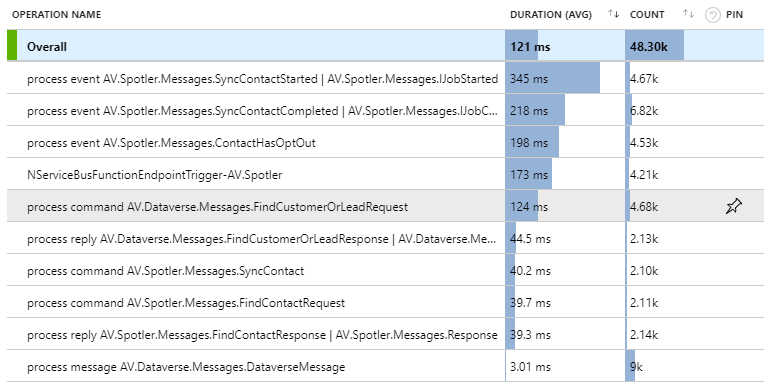 OPERATION NAME DURATION (AVG) COUNT PIN
Overall 121 ms 48.30k
process event AV.Spotler.Messages.SyncContactStarted | AV.Spotler.Messages.IJobStarted 345 ms 4.67k
process event AV.Spotler.Messages.SyncContactCompleted | AV.Spotler.Messages.IJobC... 218 ms 6.82k
process event AV.Spotler.Messages.ContactHasOptOut 198 ms 4.53k
NServiceBusFunctionEndpointTrigger-AV.Spotler 173 ms 4.21k
process command AV.Dataverse.Messages.FindCustomerOrLeadRequest 124 ms 4.68k
process reply AV.Dataverse.Messages.FindCustomerOrLeadResponse | AV.Dataverse.Me... 44.5 ms 2.13k
process command AV.Spotler.Messages.SyncContact 40.2 ms 2.10k
process command AV.Spotler.Messages.FindContactRequest 39.7 ms 2.11k
process reply AV.Spotler.Messages.FindContactResponse | AV.Spotler.Messages.Response 39.3 ms 2.14k
process message AV.Dataverse.Messages.DataverseMessage 3.01 ms 9k